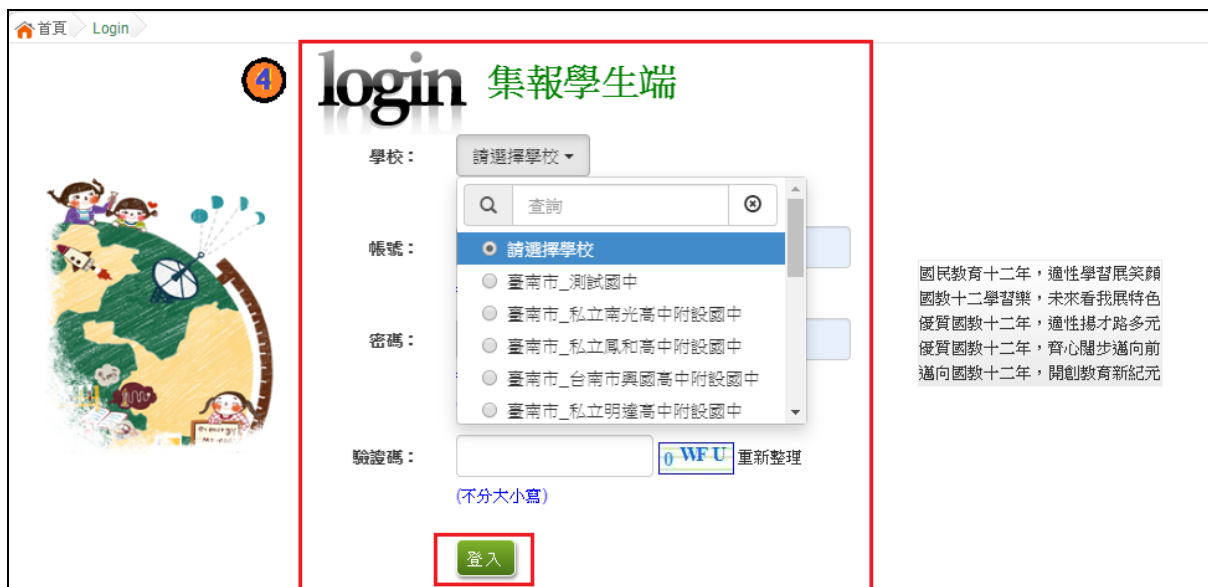 首頁 Login
4
login 集報學生端
學校： 請選擇學校
查詢
帳號： 請選擇學校
臺南市_測試國中
臺南市_私立南光高中附設國中
密碼： 臺南市_私立鳳和高中附設國中
臺南市_台南市興國高中附設國中
臺南市_私立明達高中附設國中
驗證碼： 0 WF U 重新整理
(不分大小寫)
登入
國民教育十二年，適性學習展笑顏
國教十二學習樂，未來看我展特色
優質國教十二年，適性揚才路多元
優質國教十二年，齊心闊步邁向前
邁向國教十二年，開創教育新紀元